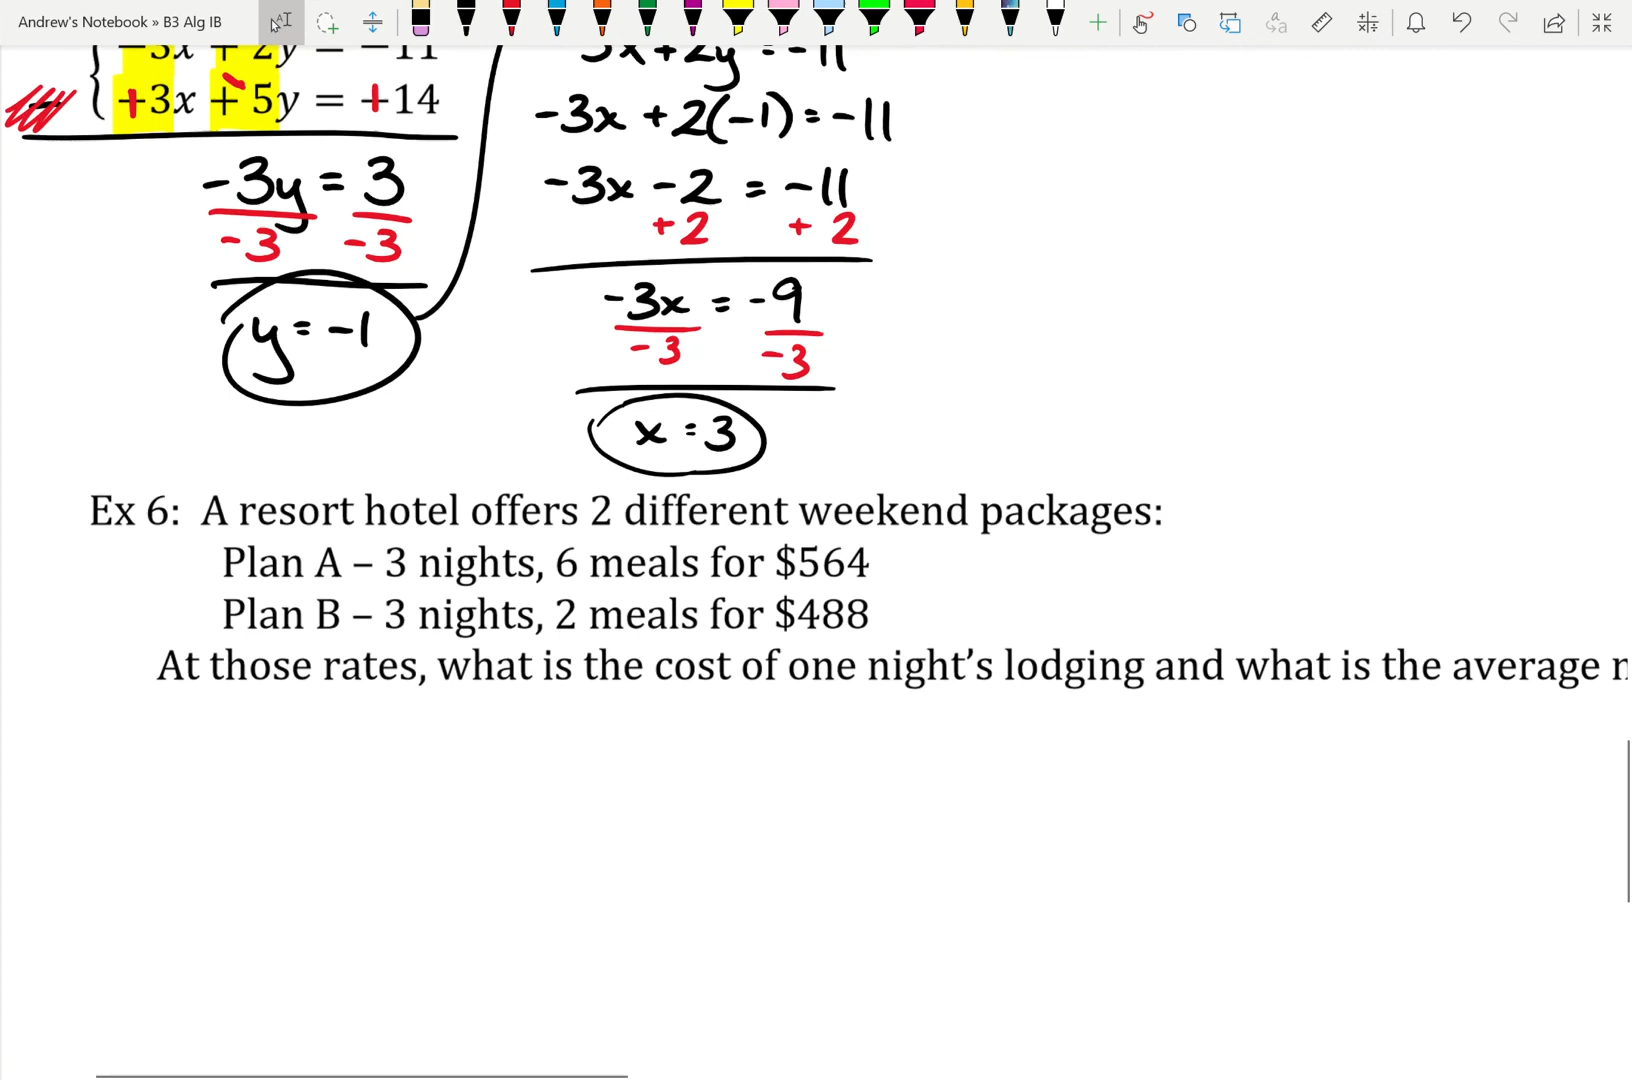 Andrew's Notebook » B3 Alg IB
-3x + 2y = -11
+3x + 5y = +14
-3y = 3
-3 -3
y = -1
-3x + 2(-1) = -11
-3x - 2 = -11
+2 +2
-3x = -9
-3 -3
x = 3
Ex 6: A resort hotel offers 2 different weekend packages:
Plan A – 3 nights, 6 meals for $564
Plan B – 3 nights, 2 meals for $488
At those rates, what is the cost of one night's lodging and what is the average